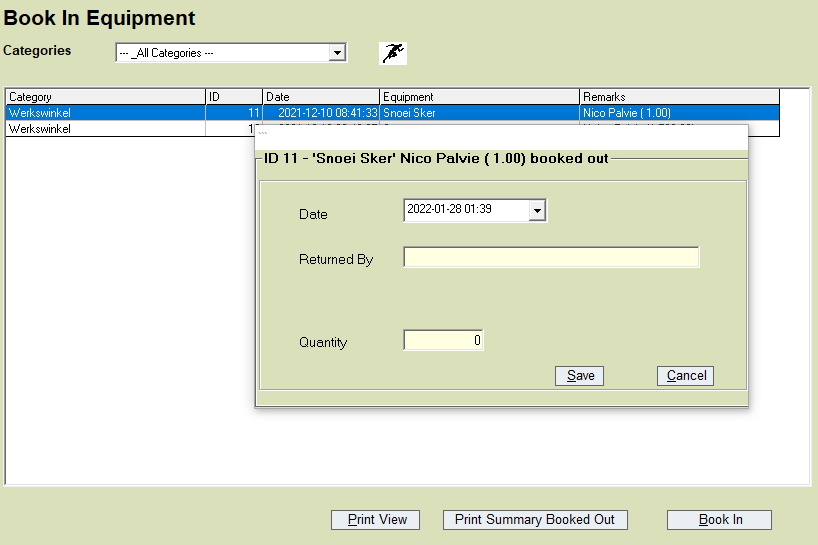 Book In Equipment
Categories --- _All Categories ---
Category ID Date Equipment Remarks
Werkswinkel 11 2021-12-10 08:41:33 Snoei Sker Nico Palvie ( 1.00)
Werkswinkel
ID 11 - 'Snoei Sker' Nico Palvie ( 1.00) booked out
Date 2022-01-28 01:39
Returned By
Quantity 0
Save Cancel
Print View Print Summary Booked Out Book In